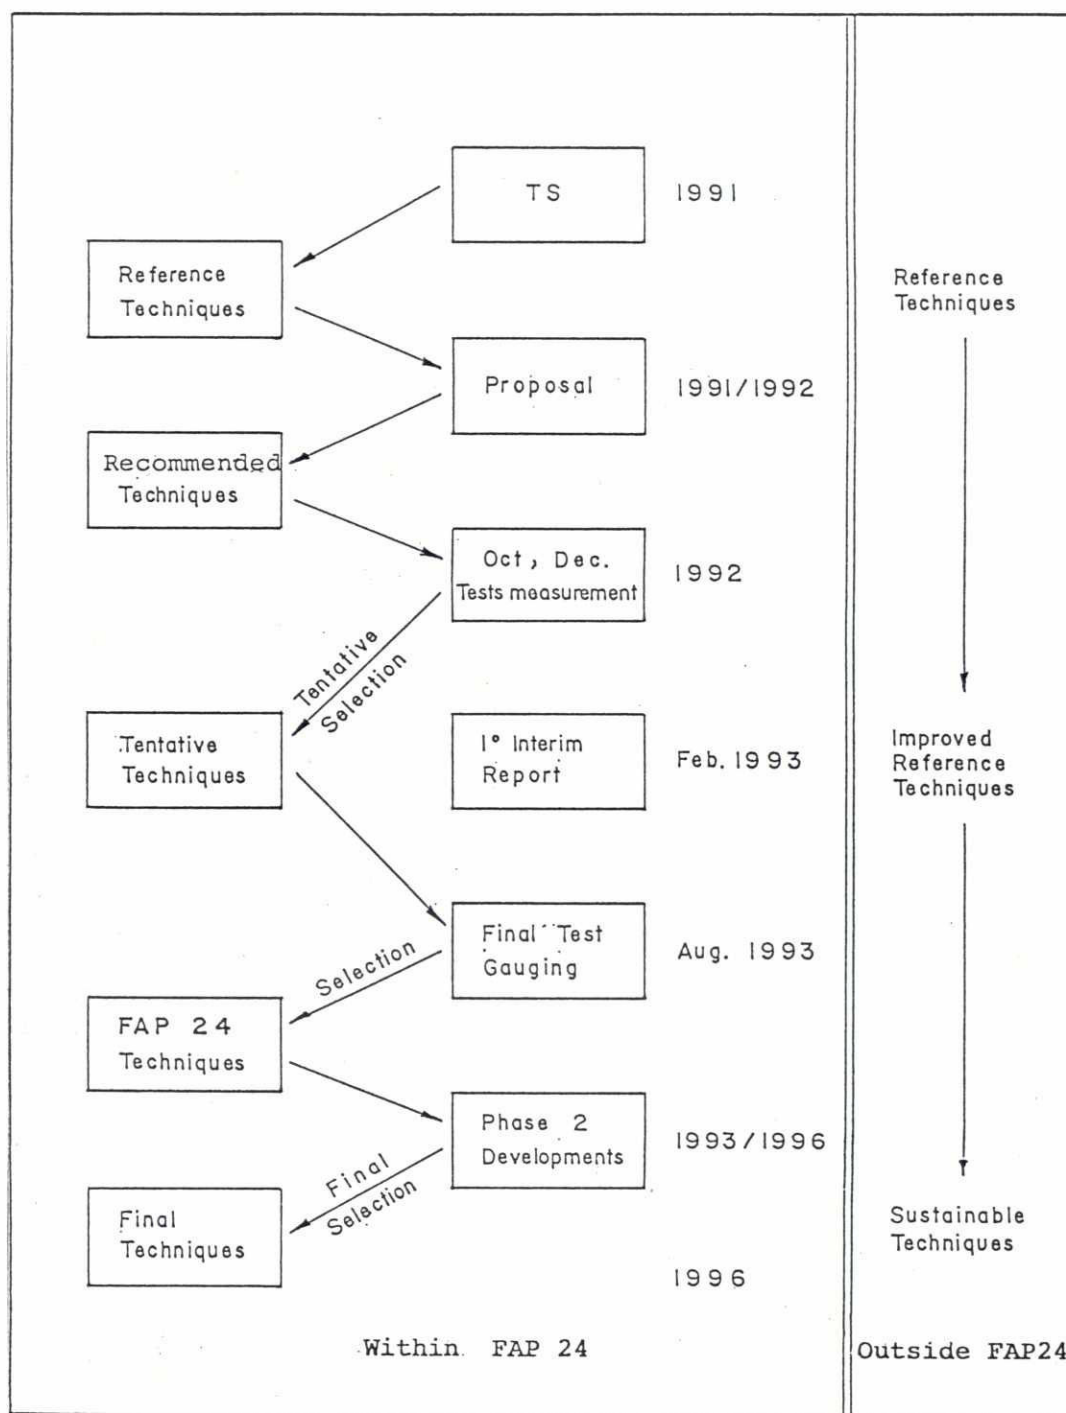 TS
1991
Reference
Techniques
Reference
Techniques
Proposal
1991/1992
Recommended
Techniques
Oct, Dec.
Tests measurement
1992
Tentative
Selection
Tentative
Techniques
1° Interim
Report
Feb. 1993
Improved
Reference
Techniques
Final Test
Gauging
Aug. 1993
Selection
FAP 24
Techniques
Phase 2
Developments
1993/1996
Final
Selection
Final
Techniques
Sustainable
Techniques
1996
Within FAP 24
Outside FAP24